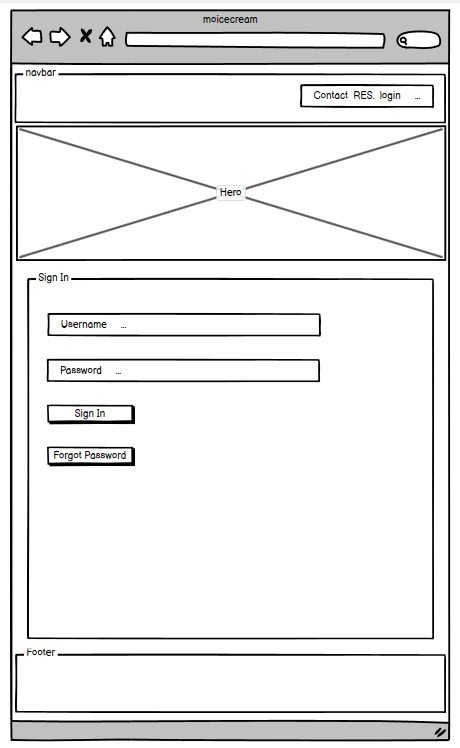 moicecream
navbar
Contact RES. login ...
Hero
Sign In
Username ...
Password ...
Sign In
Forgot Password
Footer